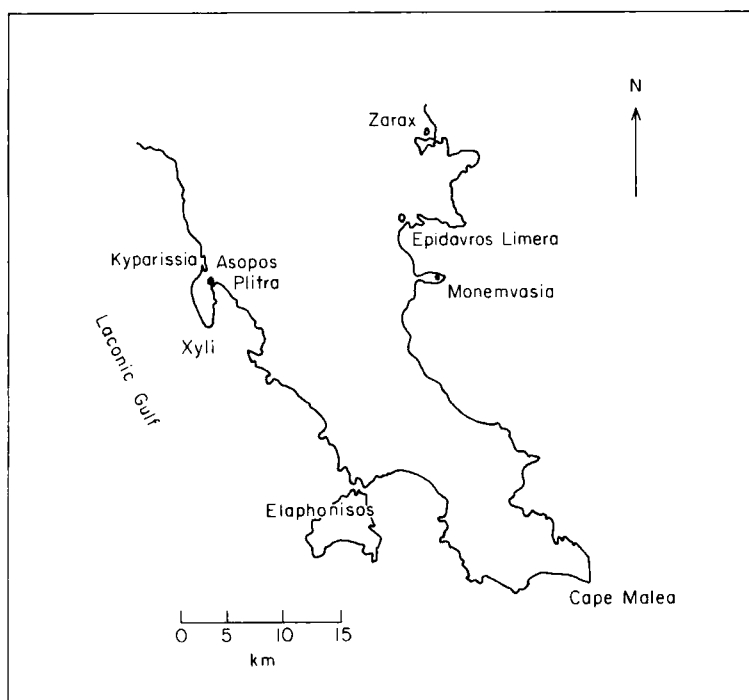 N
Zarax
Epidavros Limera
Kyparissia
Asopos
Plitra
Monemvasia
Xyli
Laconic Gulf
Elaphonisos
Cape Malea
0 5 10 15
km